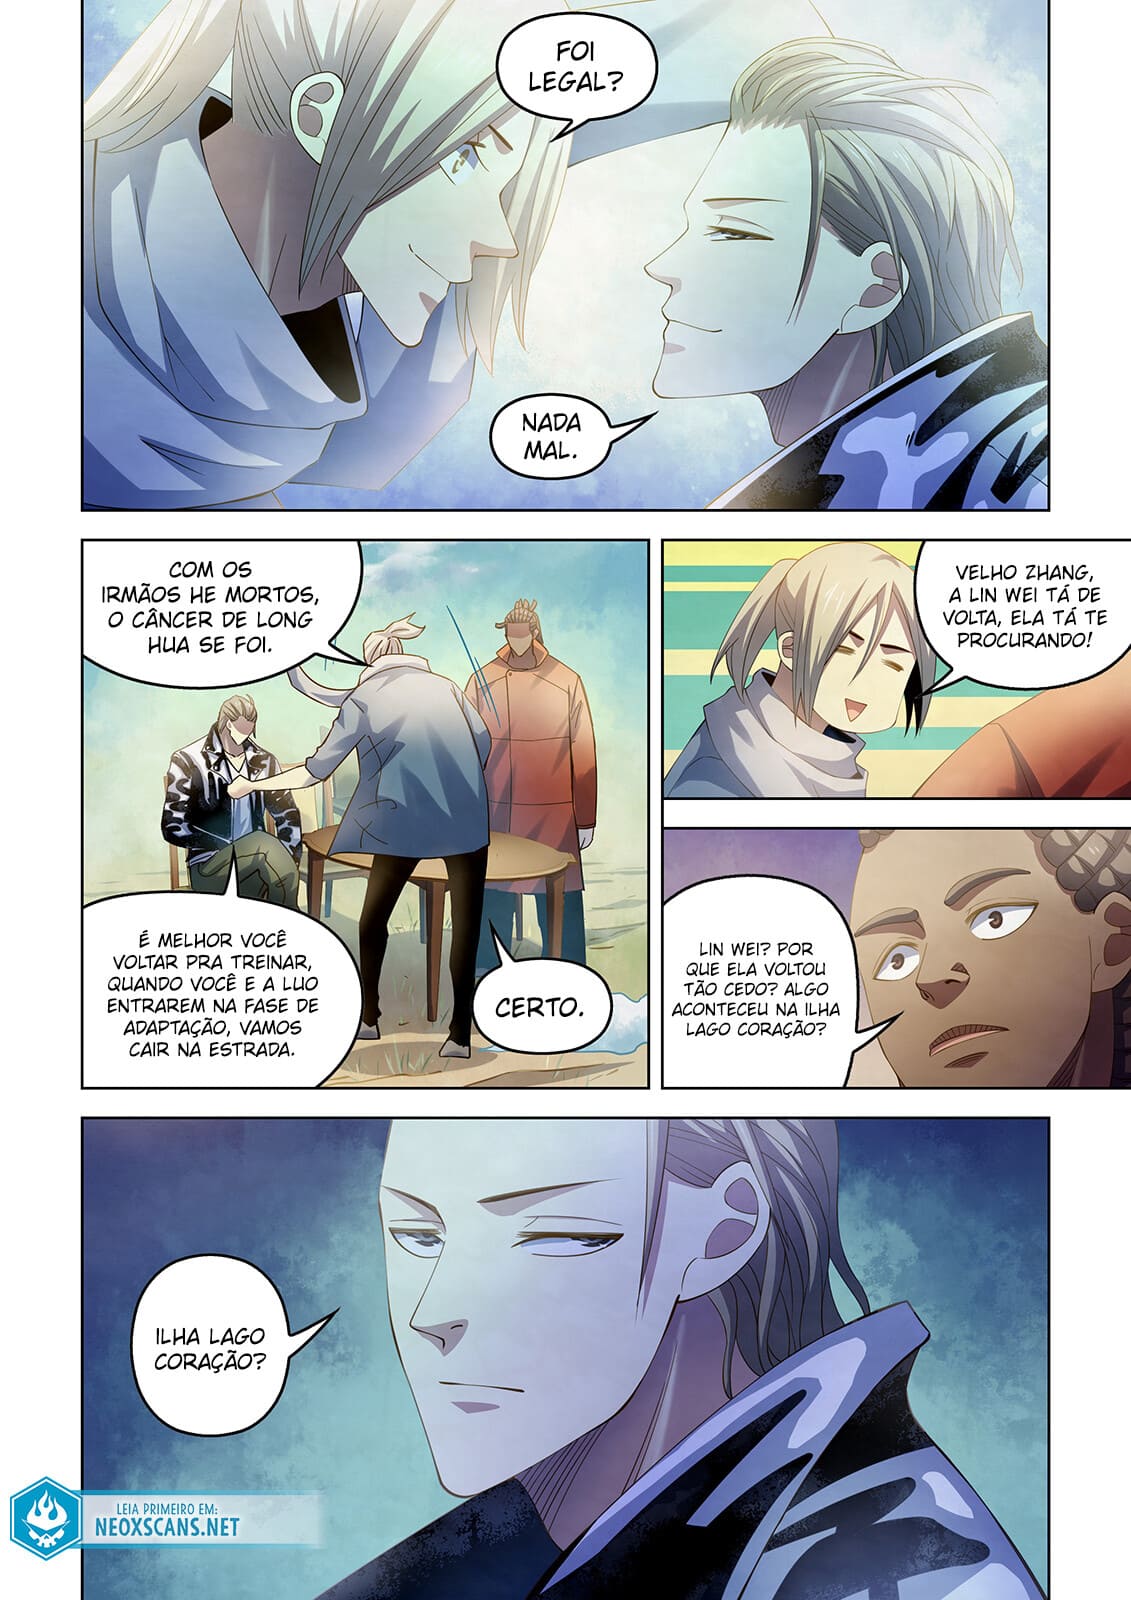 FOI
LEGAL?
NADA
MAL.
COM OS
IRMÃOS HE MORTOS,
O CÂNCER DE LONG
HUA SE FOI.
É MELHOR VOCÊ
VOLTAR PRA TREINAR,
QUANDO VOCÊ E A LUO
ENTRAREM NA FASE DE
ADAPTAÇÃO, VAMOS
CAIR NA ESTRADA.
CERTO.
VELHO ZHANG,
A LIN WEI TÁ DE
VOLTA, ELA TÁ TE
PROCURANDO!
LIN WEI? POR
QUE ELA VOLTOU
TÃO CEDO? ALGO
ACONTECEU NA ILHA
LAGO CORAÇÃO?
ILHA LAGO
CORAÇÃO?
LEIA PRIMEIRO EM:
NEOXSCANS.NET